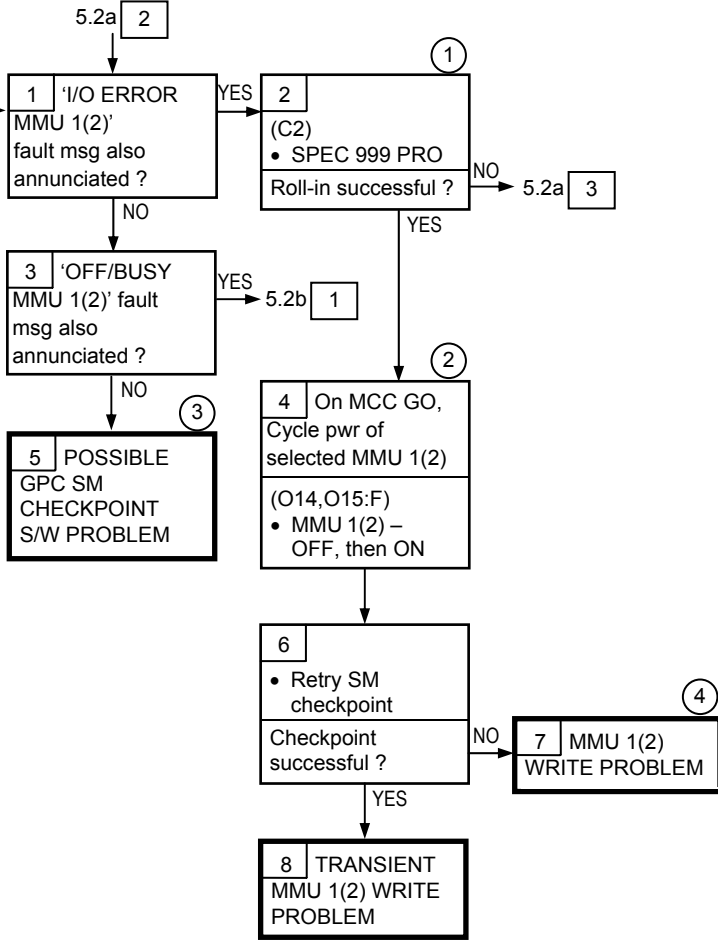 5.2a 2
1
1 'I/O ERROR
MMU 1(2)'
fault msg also
annunciated ?
YES
2
(C2)
• SPEC 999 PRO
Roll-in successful ?
NO
5.2a 3
NO
YES
3 'OFF/BUSY
MMU 1(2)' fault
msg also
annunciated ?
YES
5.2b 1
NO
2
4 On MCC GO,
Cycle pwr of
selected MMU 1(2)
(O14,O15:F)
• MMU 1(2) –
OFF, then ON
3
5 POSSIBLE
GPC SM
CHECKPOINT
S/W PROBLEM
6
• Retry SM
checkpoint
Checkpoint
successful ?
NO
4
7 MMU 1(2)
WRITE PROBLEM
YES
8 TRANSIENT
MMU 1(2) WRITE
PROBLEM